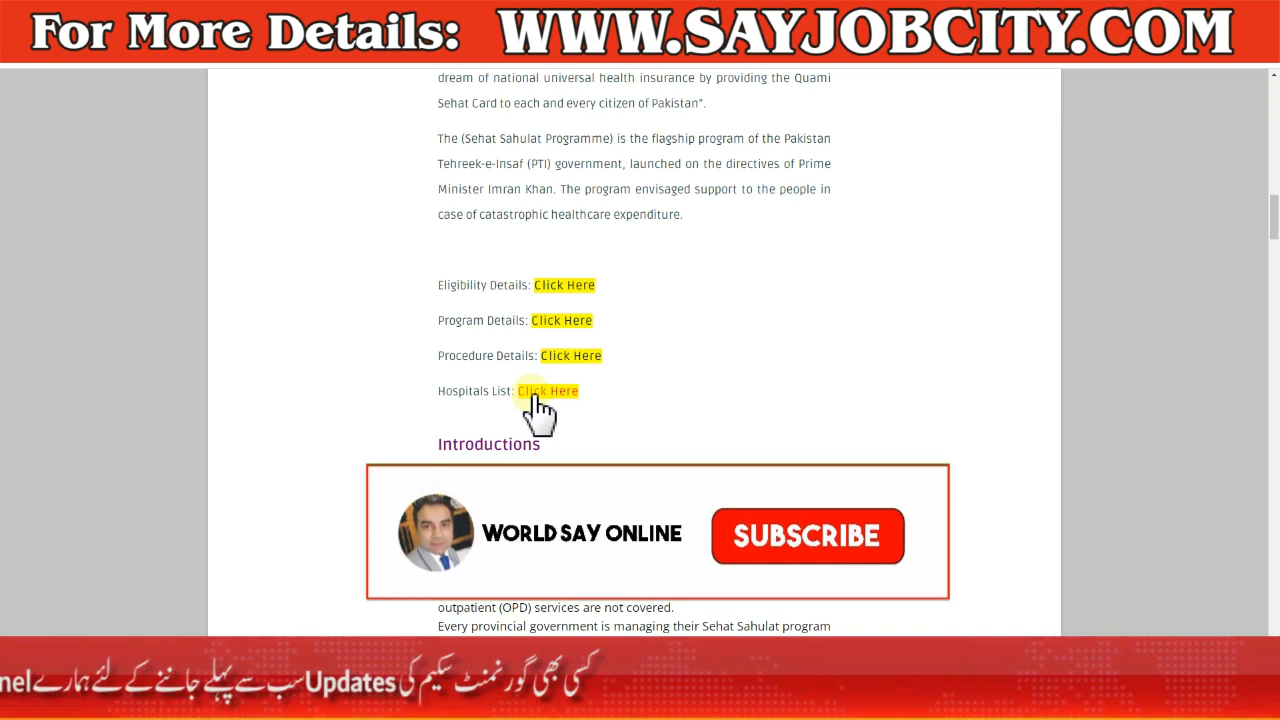 For More Details: WWW.SAYJOBCITY.COM
dream of national universal health insurance by providing the Quami
Sehat Card to each and every citizen of Pakistan”.
The (Sehat Sahulat Programme) is the flagship program of the Pakistan
Tehreek-e-Insaf (PTI) government, launched on the directives of Prime
Minister Imran Khan. The program envisaged support to the people in
case of catastrophic healthcare expenditure.
Eligibility Details: Click Here
Program Details: Click Here
Procedure Details: Click Here
Hospitals List: Click Here
Introductions
WORLD SAY ONLINE
SUBSCRIBE
outpatient (OPD) services are not covered.
Every provincial government is managing their Sehat Sahulat program
کسی بھی گورنمنٹ سکیم کی Updates سب سے پہلے جاننے کے لئے ہمارے nel